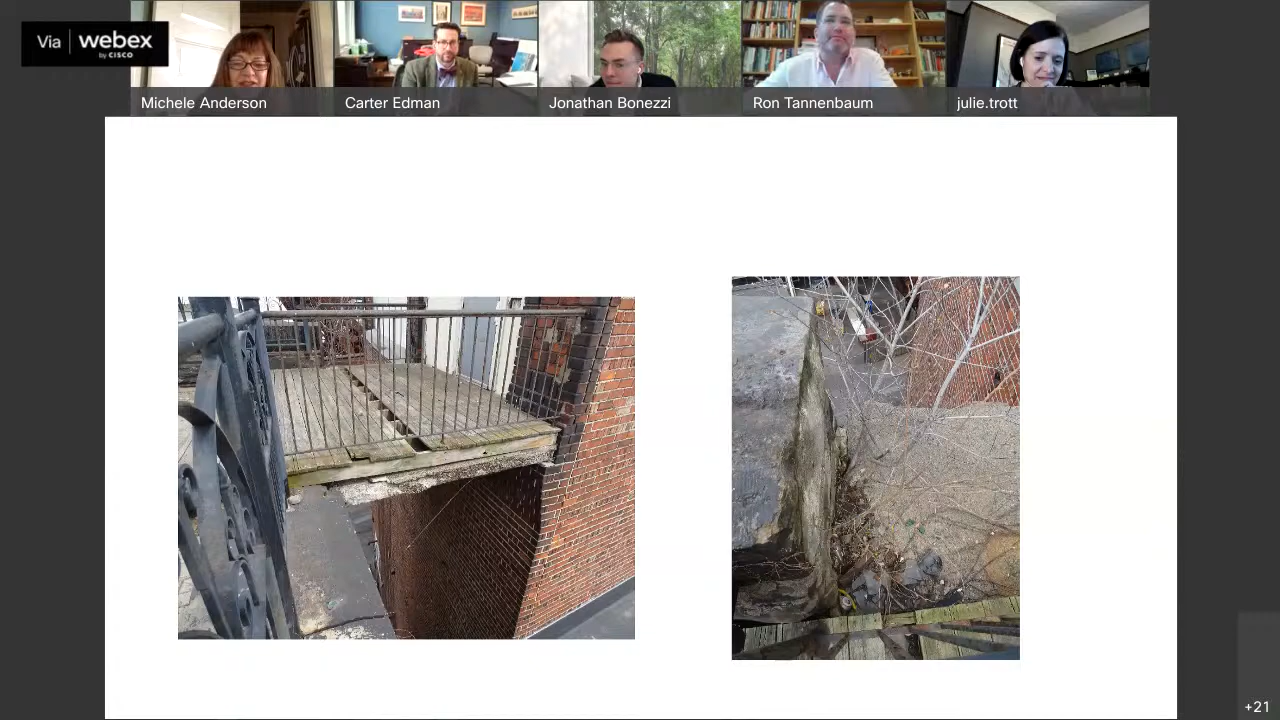 Via webex
by CISCO
Michele Anderson
Carter Edman
Jonathan Bonezzi
Ron Tannenbaum
julie.trott
+21